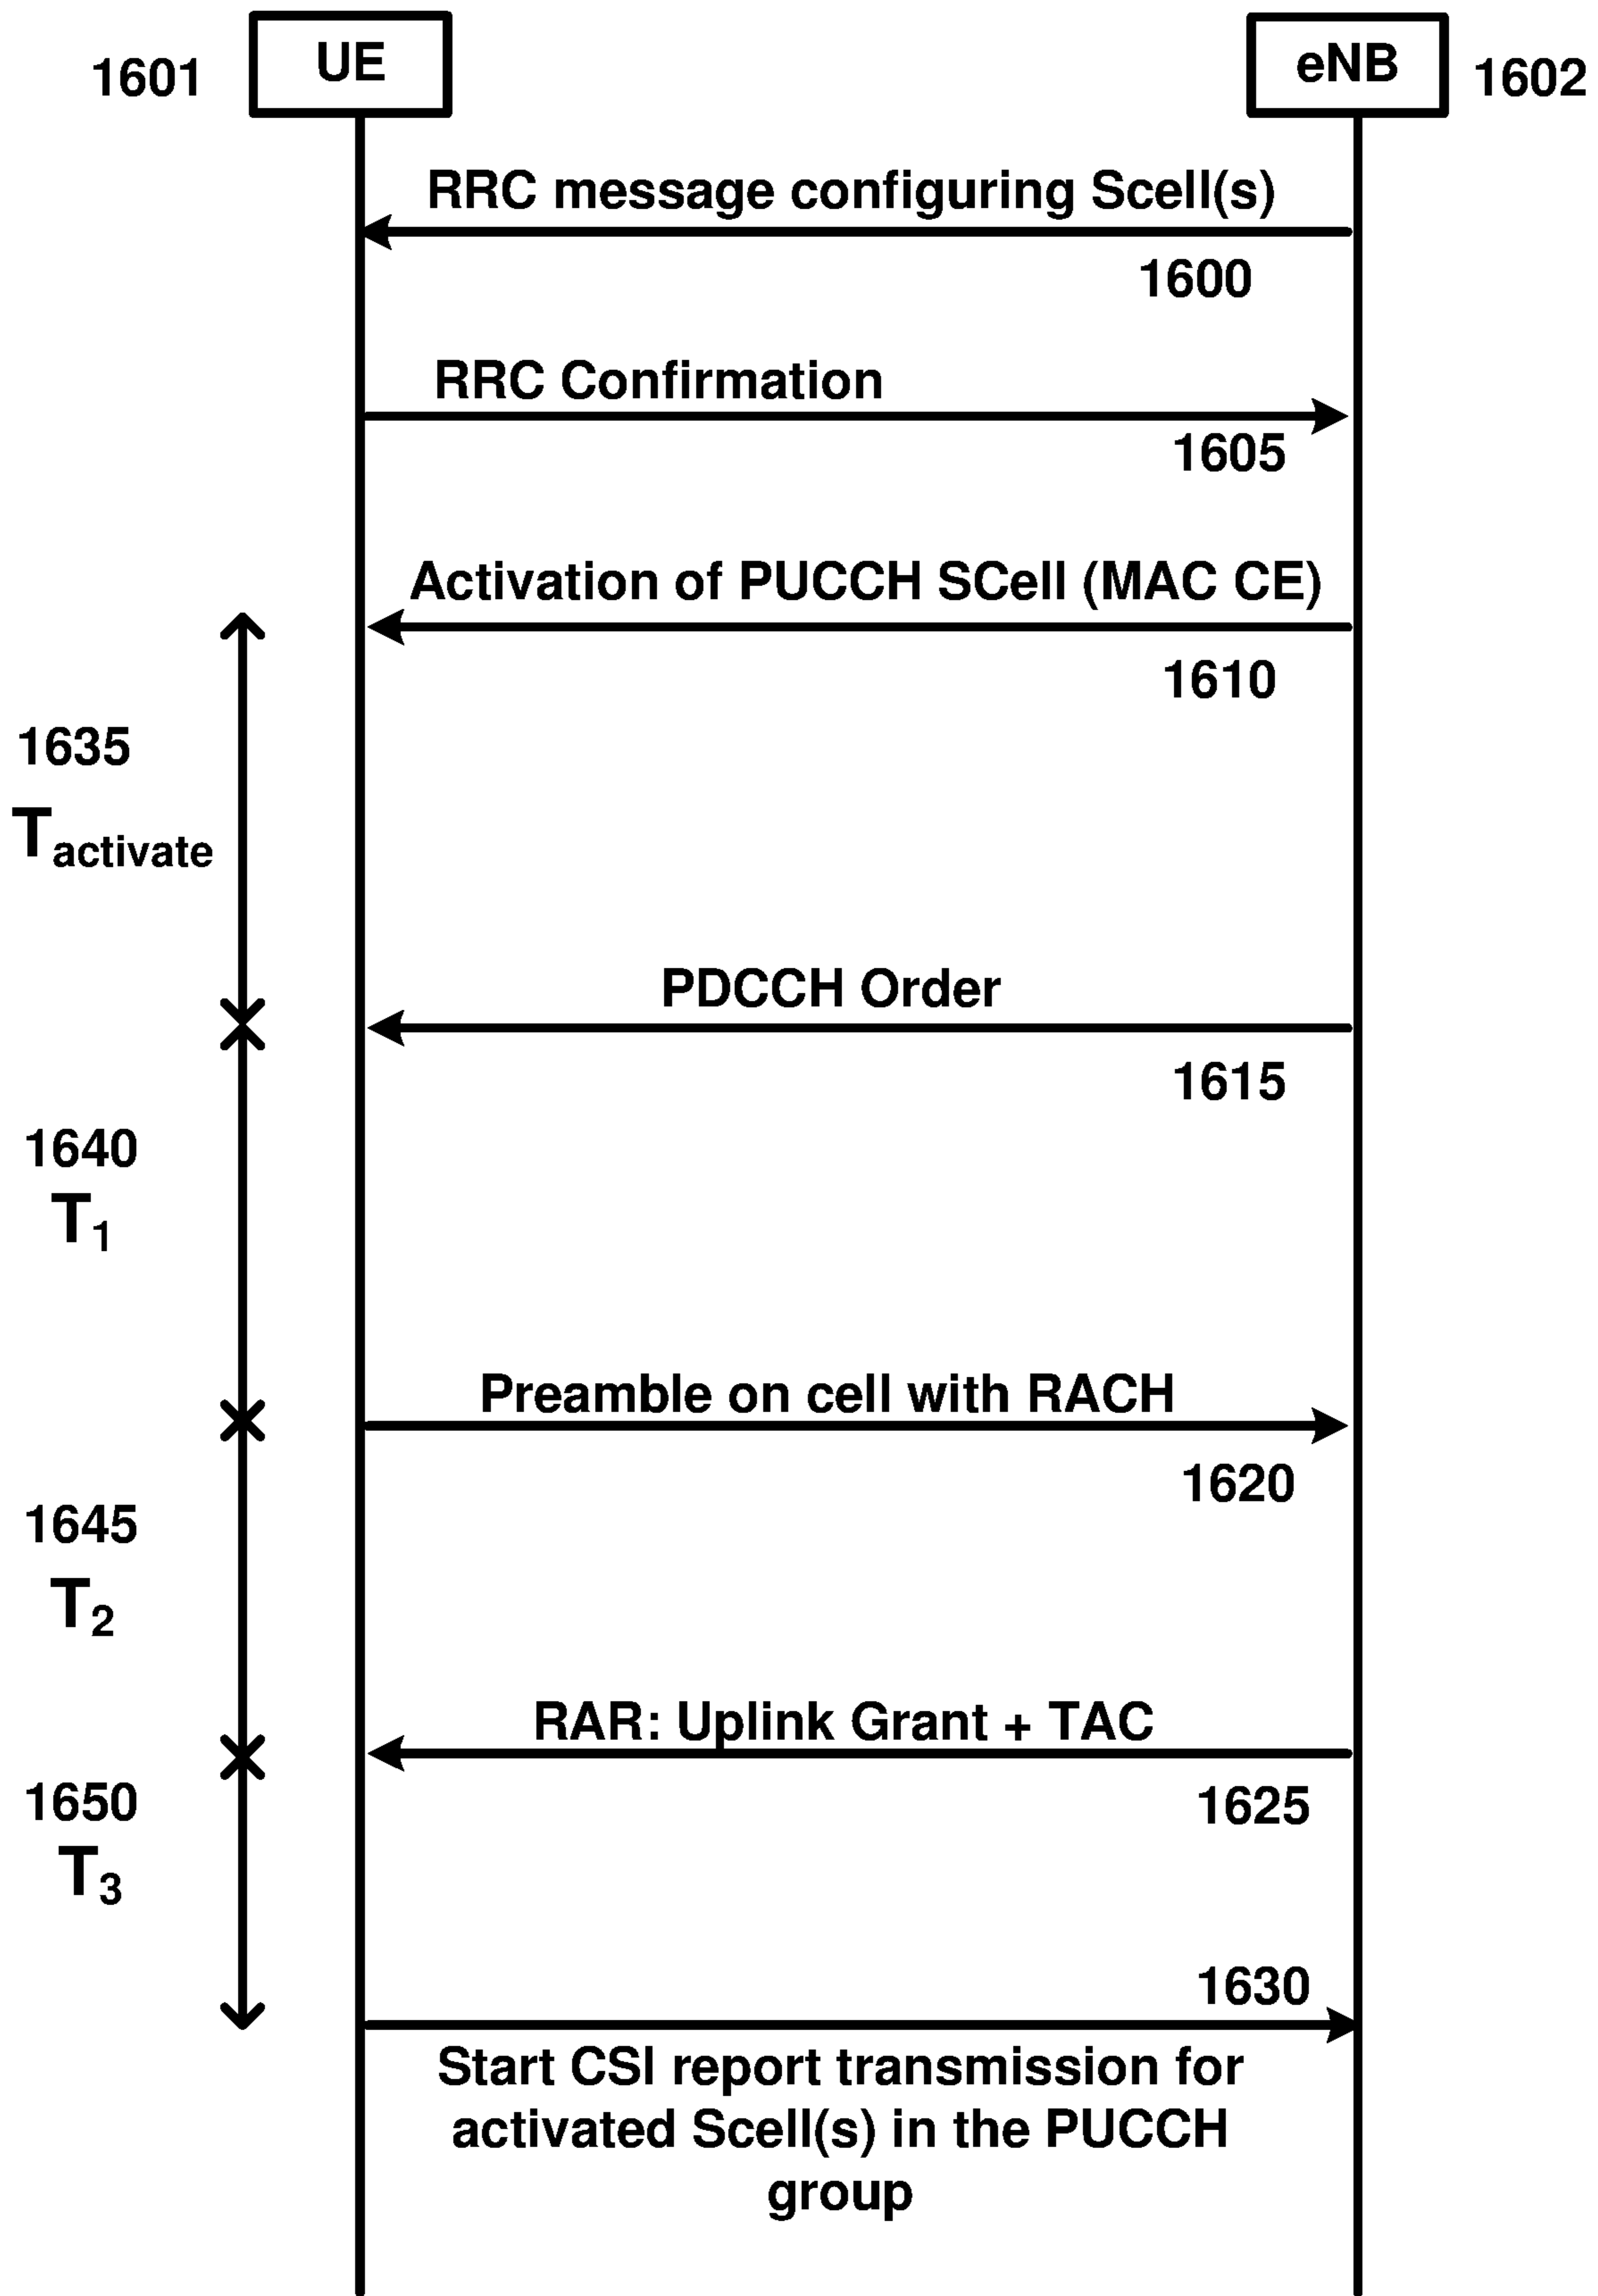 1601
UE
eNB
1602
RRC message configuring Scell(s)
1600
RRC Confirmation
1605
Activation of PUCCH SCell (MAC CE)
1610
1635
Tactivate
PDCCH Order
1615
1640
T1
Preamble on cell with RACH
1620
1645
T2
RAR: Uplink Grant + TAC
1625
1650
T3
1630
Start CSI report transmission for
activated Scell(s) in the PUCCH
group